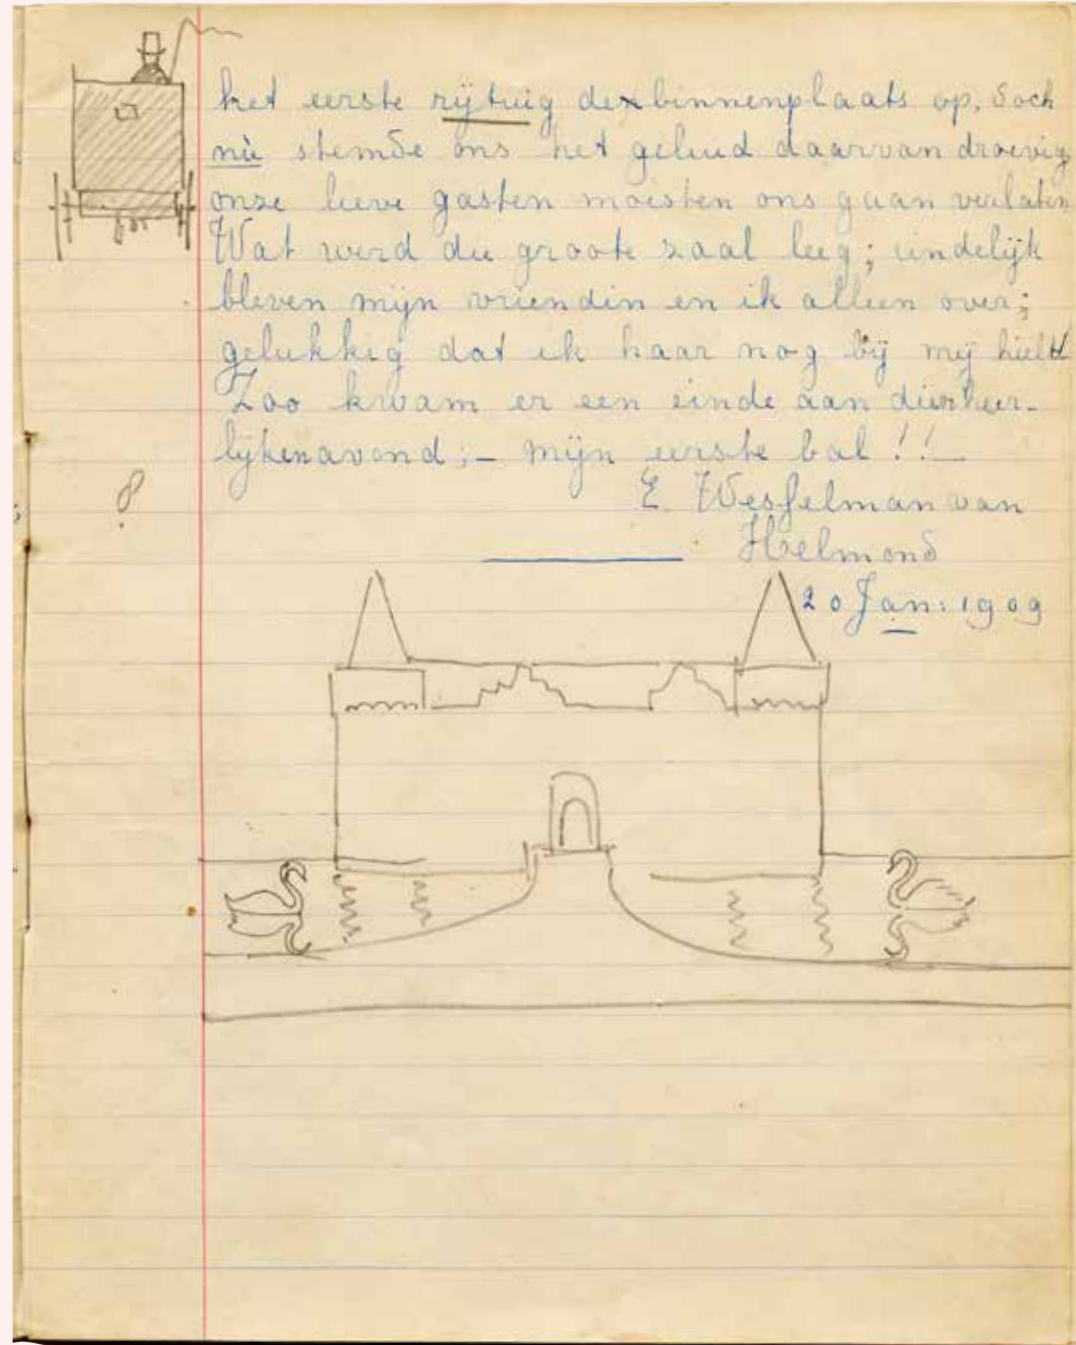 het eerste rijtuig de binnenplaats op, doch
nù stemde ons het geluid daarvan droevig,
onze lieve gasten moesten ons gaan verlaten
Wat werd die groote zaal leeg; eindelijk
bleven mijn vriendin en ik alleen over;
gelukkig dat ik haar nog bij mij hield
Zoo kwam er een einde aan dien heer-
lijken avond; – mijn eerste bal !! –
E. Wesselman van
Helmond
20 Jan: 1909